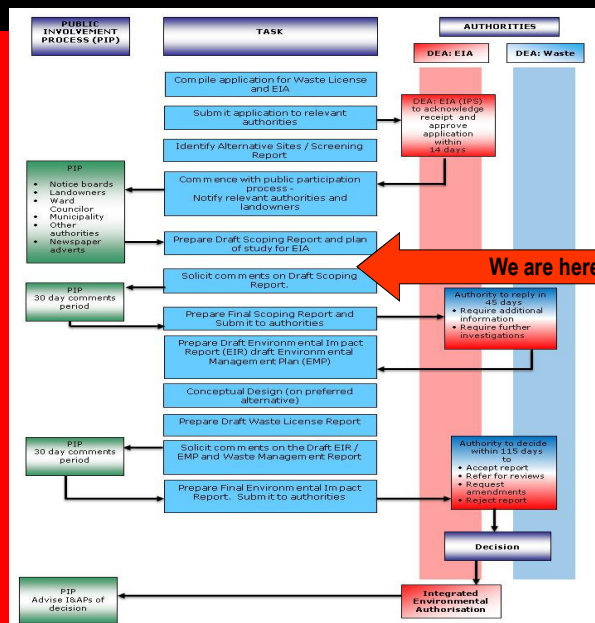 PUBLIC
INVOLVEMENT
PROCESS (PIP)
TASK
AUTHORITIES
DEA: EIA
DEA: Waste
Compile application for Waste License
and EIA
Submit application to relevant
authorities
DEA: EIA (IPS)
to acknowledge
receipt and
approve
application
within
14 days
Identify Alternative Sites / Screening
Report
PIP
• Notice boards
• Landowners
• Ward
Councilor
• Municipality
• Other
authorities
• Newspaper
adverts
Commence with public participation
process -
Notify relevant authorities and
landowners
Prepare Draft Scoping Report and plan
of study for EIA
We are here
Solicit comments on Draft Scoping
Report.
PIP
30 day comments
period
Prepare Final Scoping Report and
Submit to authorities
Authority to reply in
45 days
• Require additional
information
• Require further
investigations
Prepare Draft Environmental Impact
Report (EIR) draft Environmental
Management Plan (EMP)
Conceptual Design (on preferred
alternative)
Prepare Draft Waste License Report
PIP
30 day comments
period
Solicit comments on the Draft EIR /
EMP and Waste Management Report
Authority to decide
within 115 days
to
• Accept report
• Refer for reviews
• Request
amendments
• Reject report
Prepare Final Environmental Impact
Report. Submit to authorities
Decision
PIP
Advise I&APs of
decision
Integrated
Environmental
Authorisation